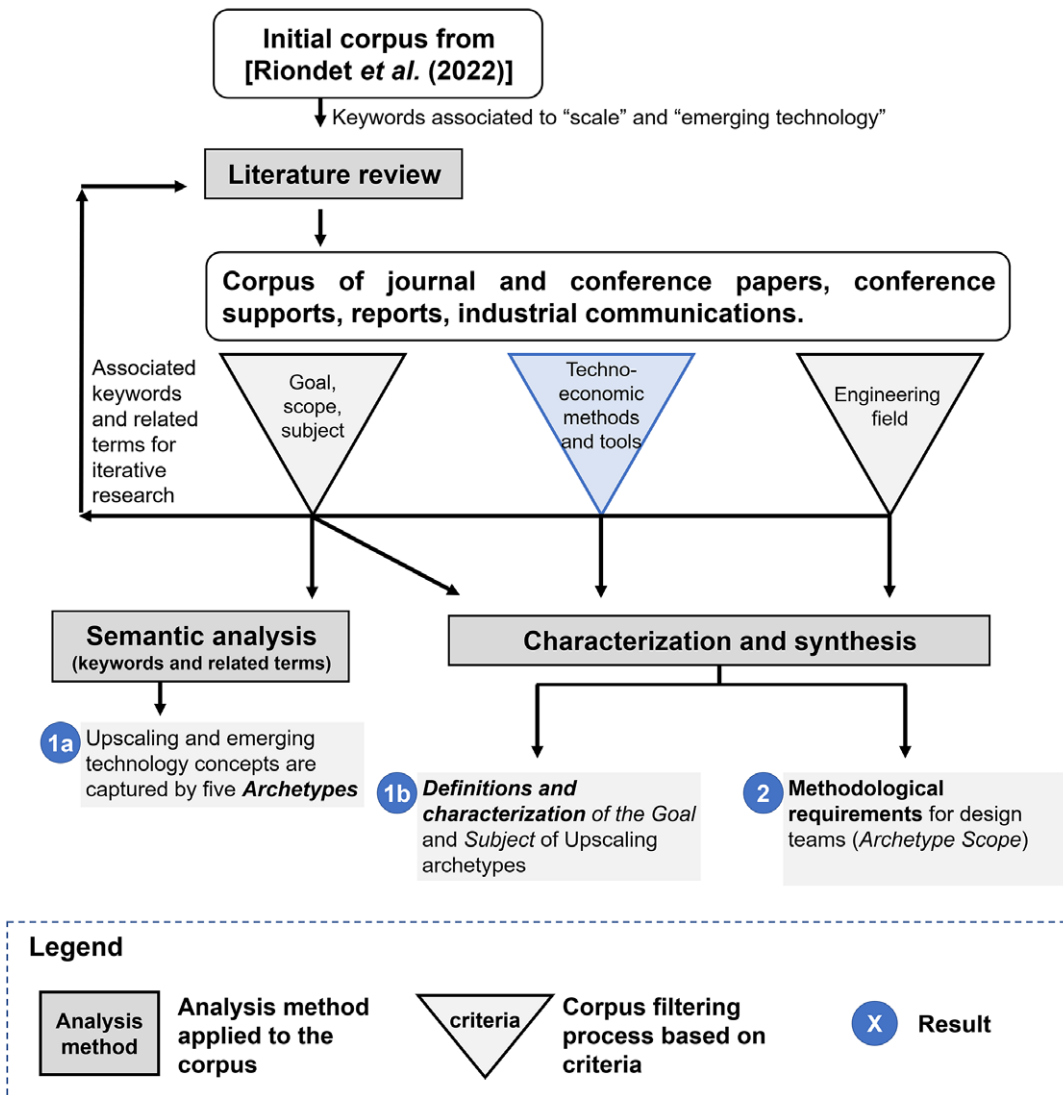 Initial corpus from
[Riondet et al. (2022)]
Keywords associated to “scale” and “emerging technology”
Literature review
Corpus of journal and conference papers, conference
supports, reports, industrial communications.
Associated
keywords
and related
terms for
iterative
research
Goal,
scope,
subject
Techno-
economic
methods
and tools
Engineering
field
Semantic analysis
(keywords and related terms)
Characterization and synthesis
1a
Upscaling and emerging
technology concepts are
captured by five Archetypes
1b
Definitions and
characterization of the Goal
and Subject of Upscaling
archetypes
2
Methodological
requirements for design
teams (Archetype Scope)
Legend
Analysis
method
Analysis method
applied to the
corpus
criteria
Corpus filtering
process based on
criteria
X
Result